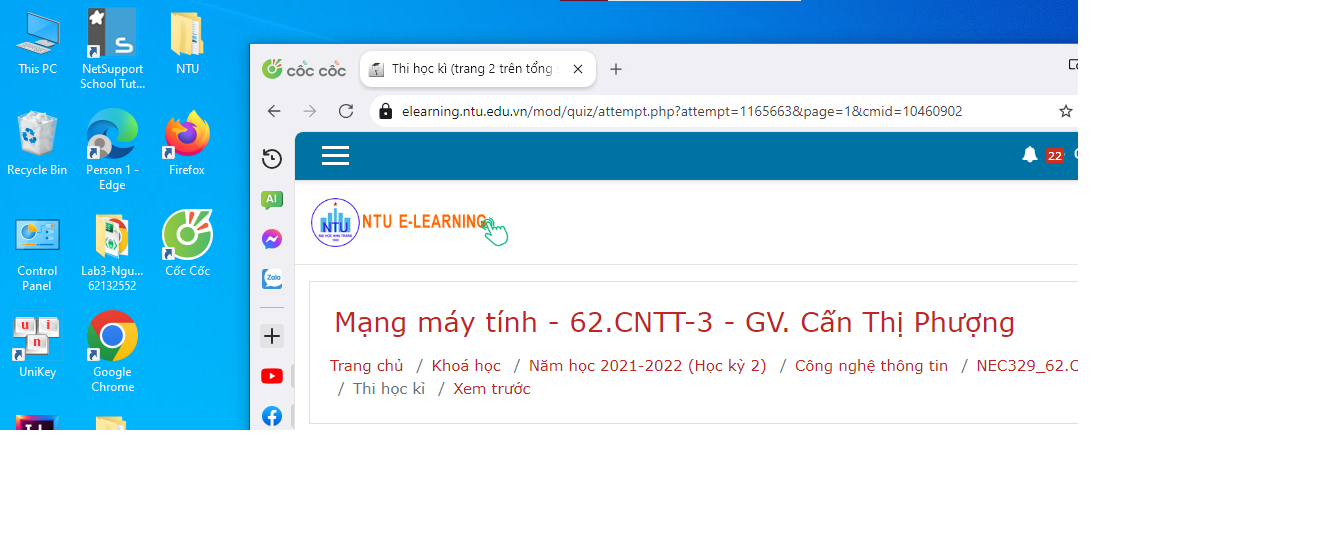 This PC
NetSupport School Tut...
NTU
Recycle Bin
Person 1 - Edge
Firefox
Control Panel
Lab3-Ngu... 62132552
Cốc Cốc
UniKey
Google Chrome
cốc cốc
Thi học kì (trang 2 trên tổng
elearning.ntu.edu.vn/mod/quiz/attempt.php?attempt=1165663&page=1&cmid=10460902
22
AI
Zalo
NTU
NTU E-LEARNING
Mạng máy tính - 62.CNTT-3 - GV. Cấn Thị Phượng
Trang chủ / Khoá học / Năm học 2021-2022 (Học kỳ 2) / Công nghệ thông tin / NEC329_62.C
/ Thi học kì / Xem trước